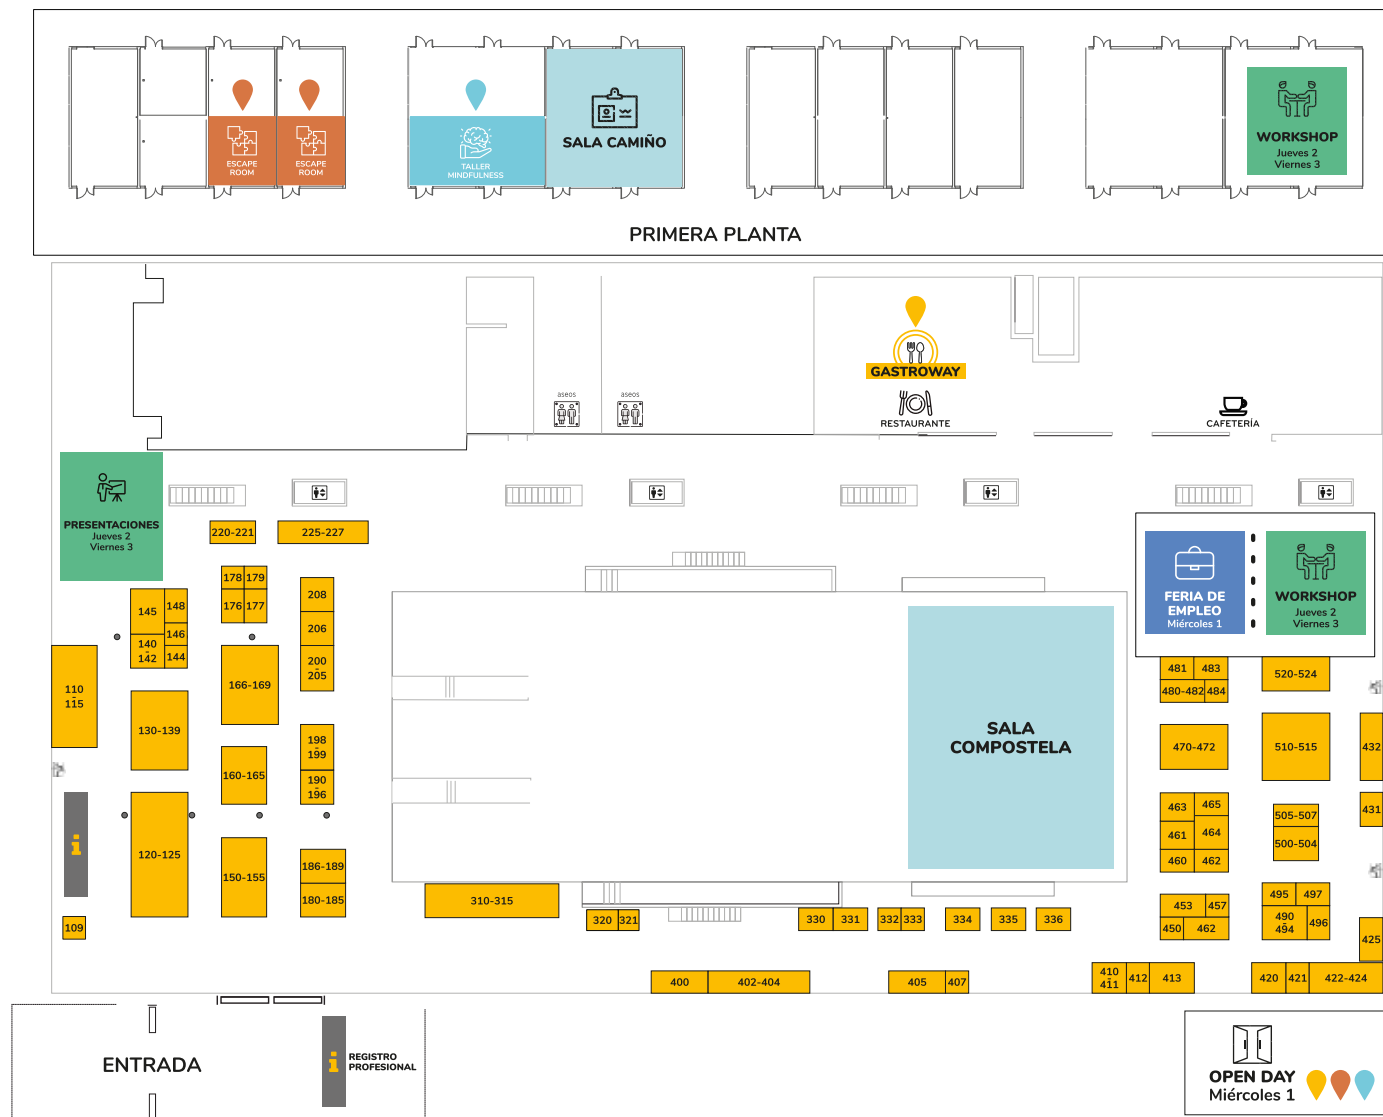 ESCAPE
ROOM
ESCAPE
ROOM
TALLER
MINDFULNESS
SALA CAMIÑO
WORKSHOP
Jueves 2
Viernes 3
PRIMERA PLANTA
GASTROWAY
RESTAURANTE
CAFETERÍA
aseos
aseos
PRESENTACIONES
Jueves 2
Viernes 3
220-221
225-227
178
179
176
177
208
206
200
-
205
145
148
146
144
140
-
142
110
-
115
166-169
130-139
198
-
199
160-165
190
-
196
120-125
150-155
186-189
180-185
109
i
FERIA DE
EMPLEO
Miércoles 1
WORKSHOP
Jueves 2
Viernes 3
SALA
COMPOSTELA
481
483
480-482
484
520-524
470-472
510-515
432
463
465
461
464
460
462
505-507
500-504
431
453
457
450
462
495
497
490
-
494
496
425
310-315
320
321
330
331
332
333
334
335
336
400
402-404
405
407
410
-
411
412
413
420
421
422-424
ENTRADA
i
REGISTRO
PROFESIONAL
OPEN DAY
Miércoles 1